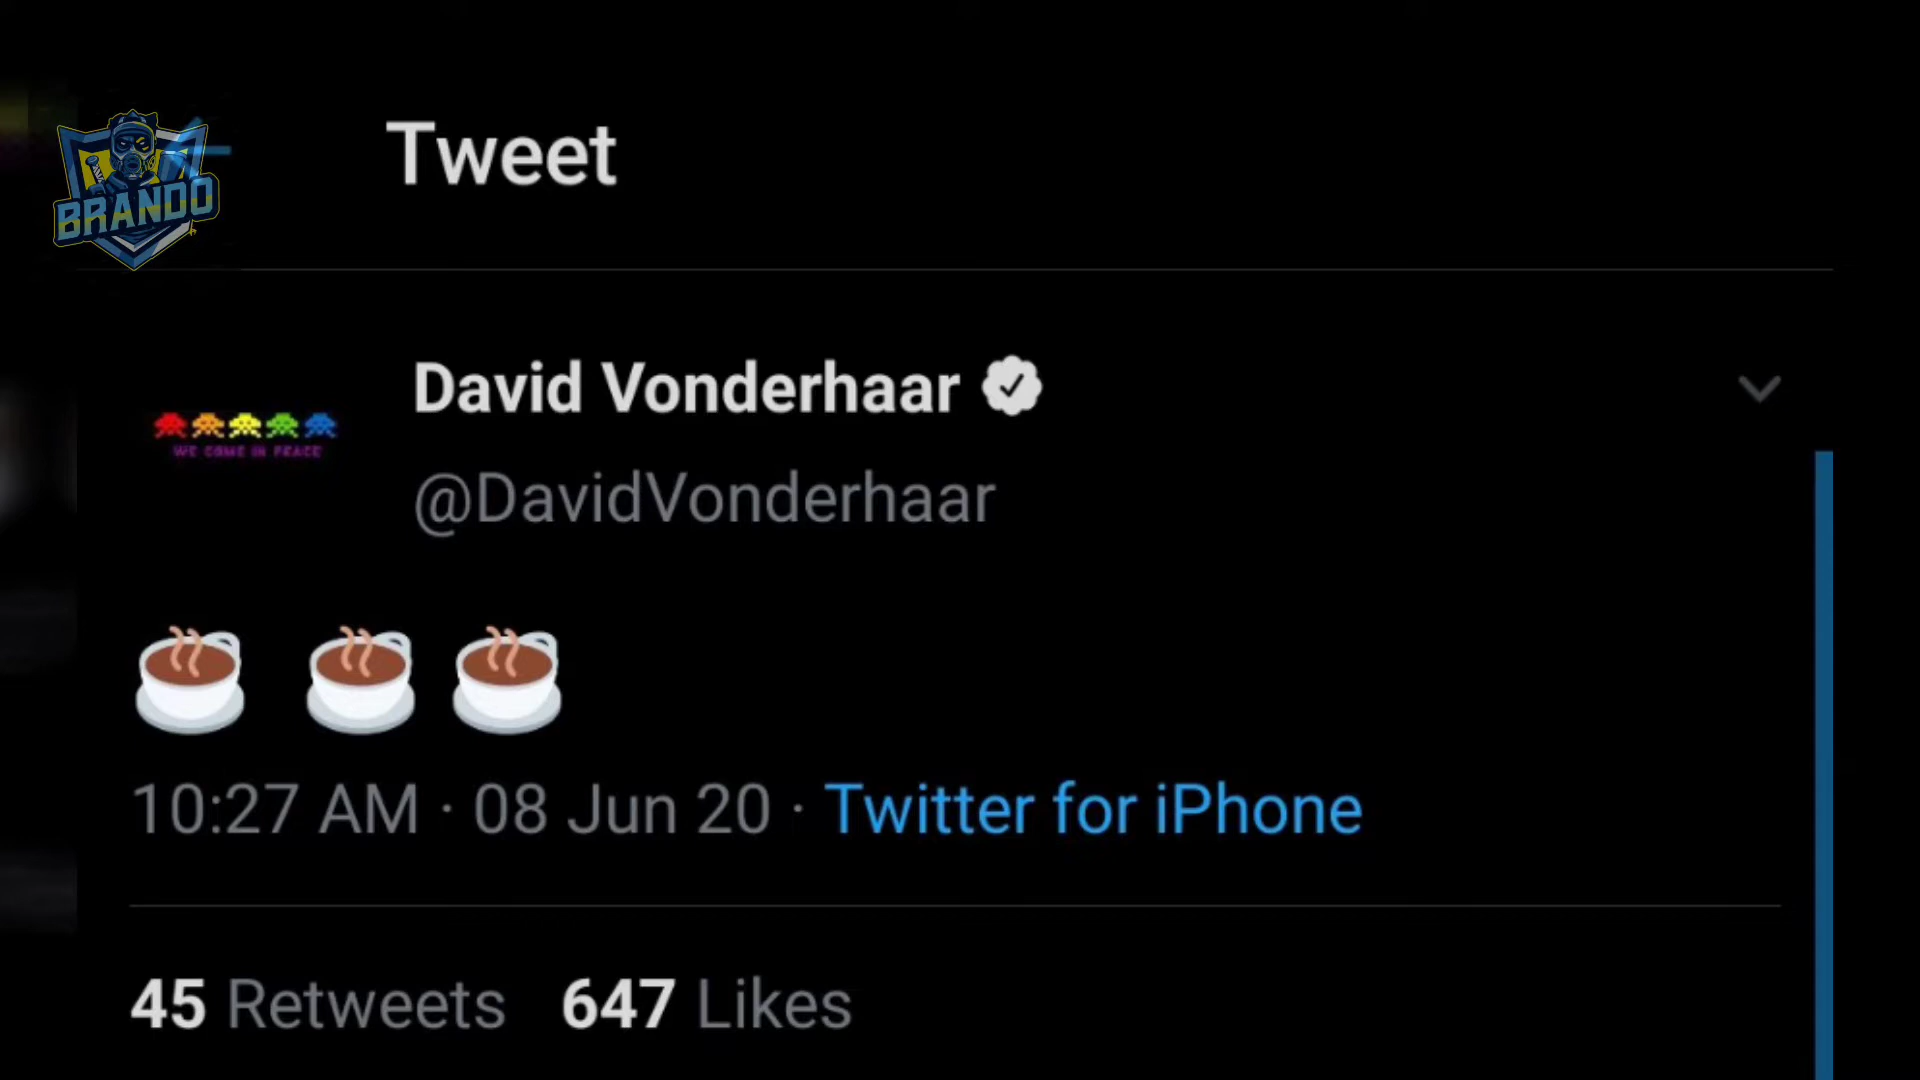 BRANDO
Tweet
David Vonderhaar
@DavidVonderhaar
WE COME IN PEACE
☕ ☕ ☕
10:27 AM · 08 Jun 20 · Twitter for iPhone
45 Retweets 647 Likes